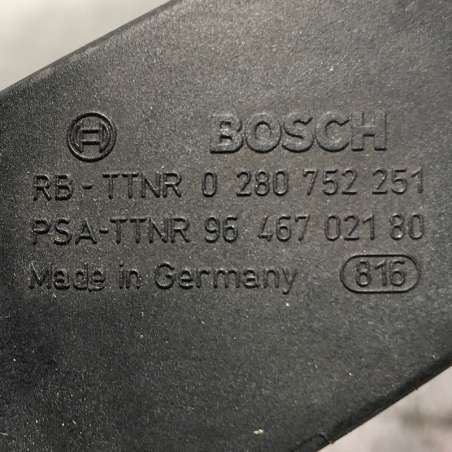 BOSCH
RB-TTNR 0 280 752 251
PSA-TTNR 96 467 021 80
Made in Germany 816